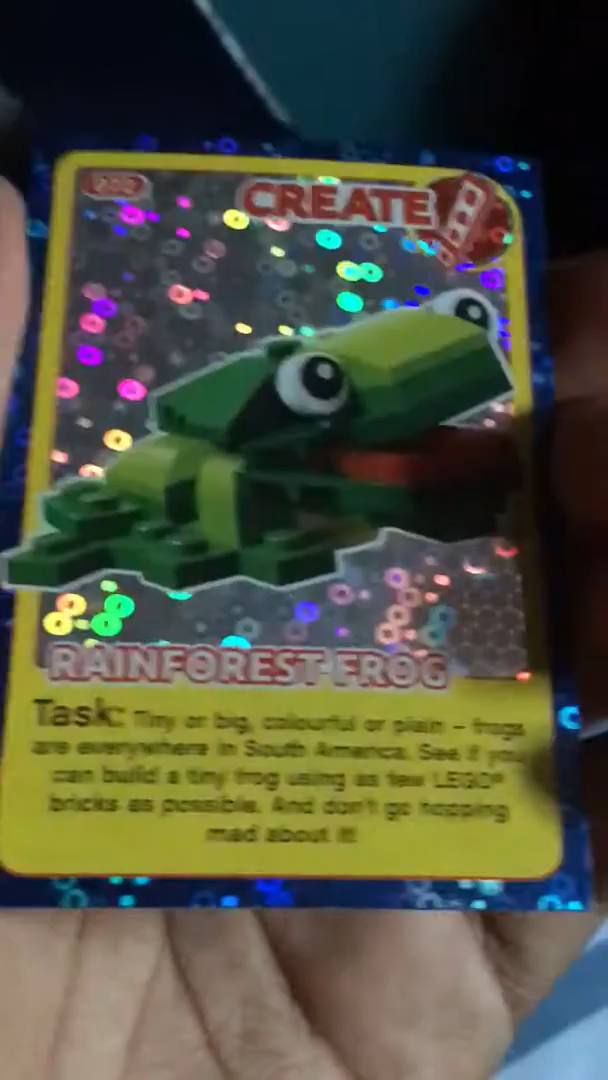 CREATE
RAINFOREST FROG
Task: Tiny or big, colourful or plain – frogs
are everywhere in South America. See if you
can build a tiny frog using as few LEGO®
bricks as possible. And don't go hopping
mad about it!